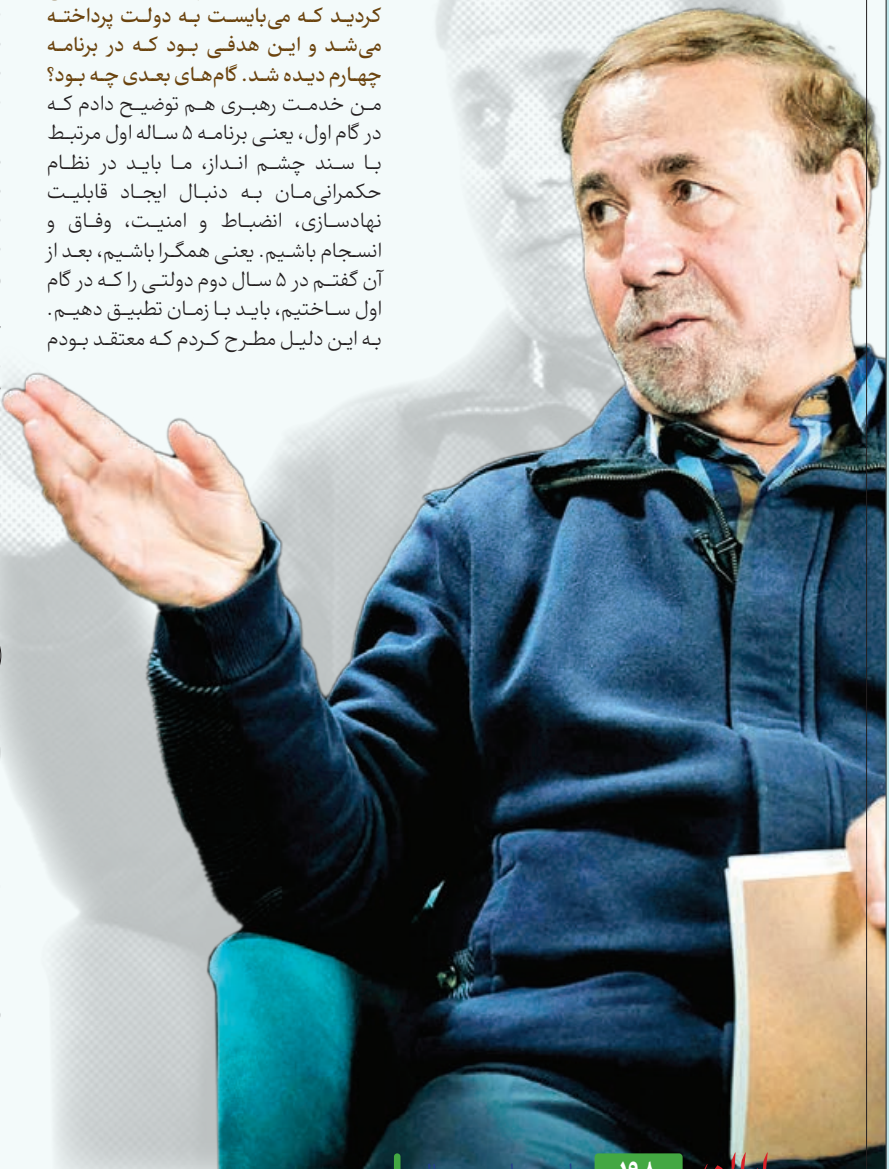 کردید که می‌بایست به دولت پرداخته
می‌شد و این هدفی بود که در برنامه
چهارم دیده شد. گام‌های بعدی چه بود؟
من خدمت رهبری هم توضیح دادم که
در گام اول، یعنی برنامه ۵ ساله اول مرتبط
با سند چشم انداز، ما باید در نظام
حکمرانی‌مان به دنبال ایجاد قابلیت
نهادسازی، انضباط و امنیت، وفاق و
انسجام باشیم. یعنی همگرا باشیم، بعد از
آن گفتم در ۵ سال دوم دولتی را که در گام
اول ساختیم، باید با زمان تطبیق دهیم.
به این دلیل مطرح کردم که معتقد بودم